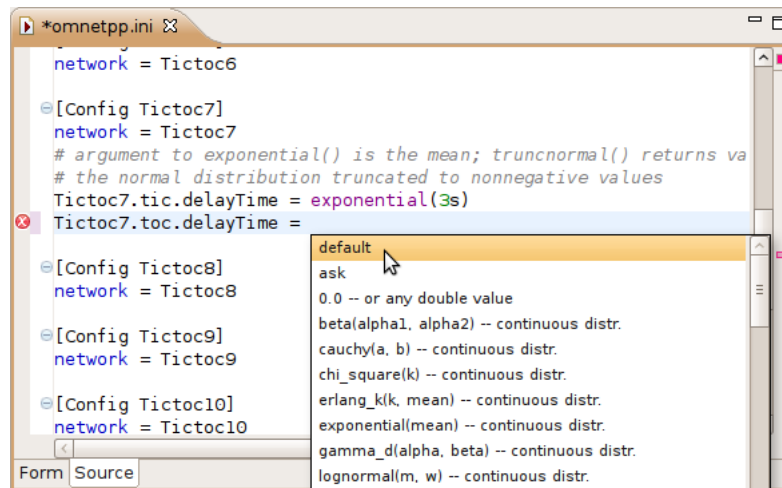 *omnetpp.ini
network = Tictoc6
[Config Tictoc7]
network = Tictoc7
# argument to exponential() is the mean; truncnormal() returns va
# the normal distribution truncated to nonnegative values
Tictoc7.tic.delayTime = exponential(3s)
Tictoc7.toc.delayTime =
[Config Tictoc8]
network = Tictoc8
[Config Tictoc9]
network = Tictoc9
[Config Tictoc10]
network = Tictoc10
default
ask
0.0 -- or any double value
beta(alpha1, alpha2) -- continuous distr.
cauchy(a, b) -- continuous distr.
chi_square(k) -- continuous distr.
erlang_k(k, mean) -- continuous distr.
exponential(mean) -- continuous distr.
gamma_d(alpha, beta) -- continuous distr.
lognormal(m, w) -- continuous distr.
Form Source